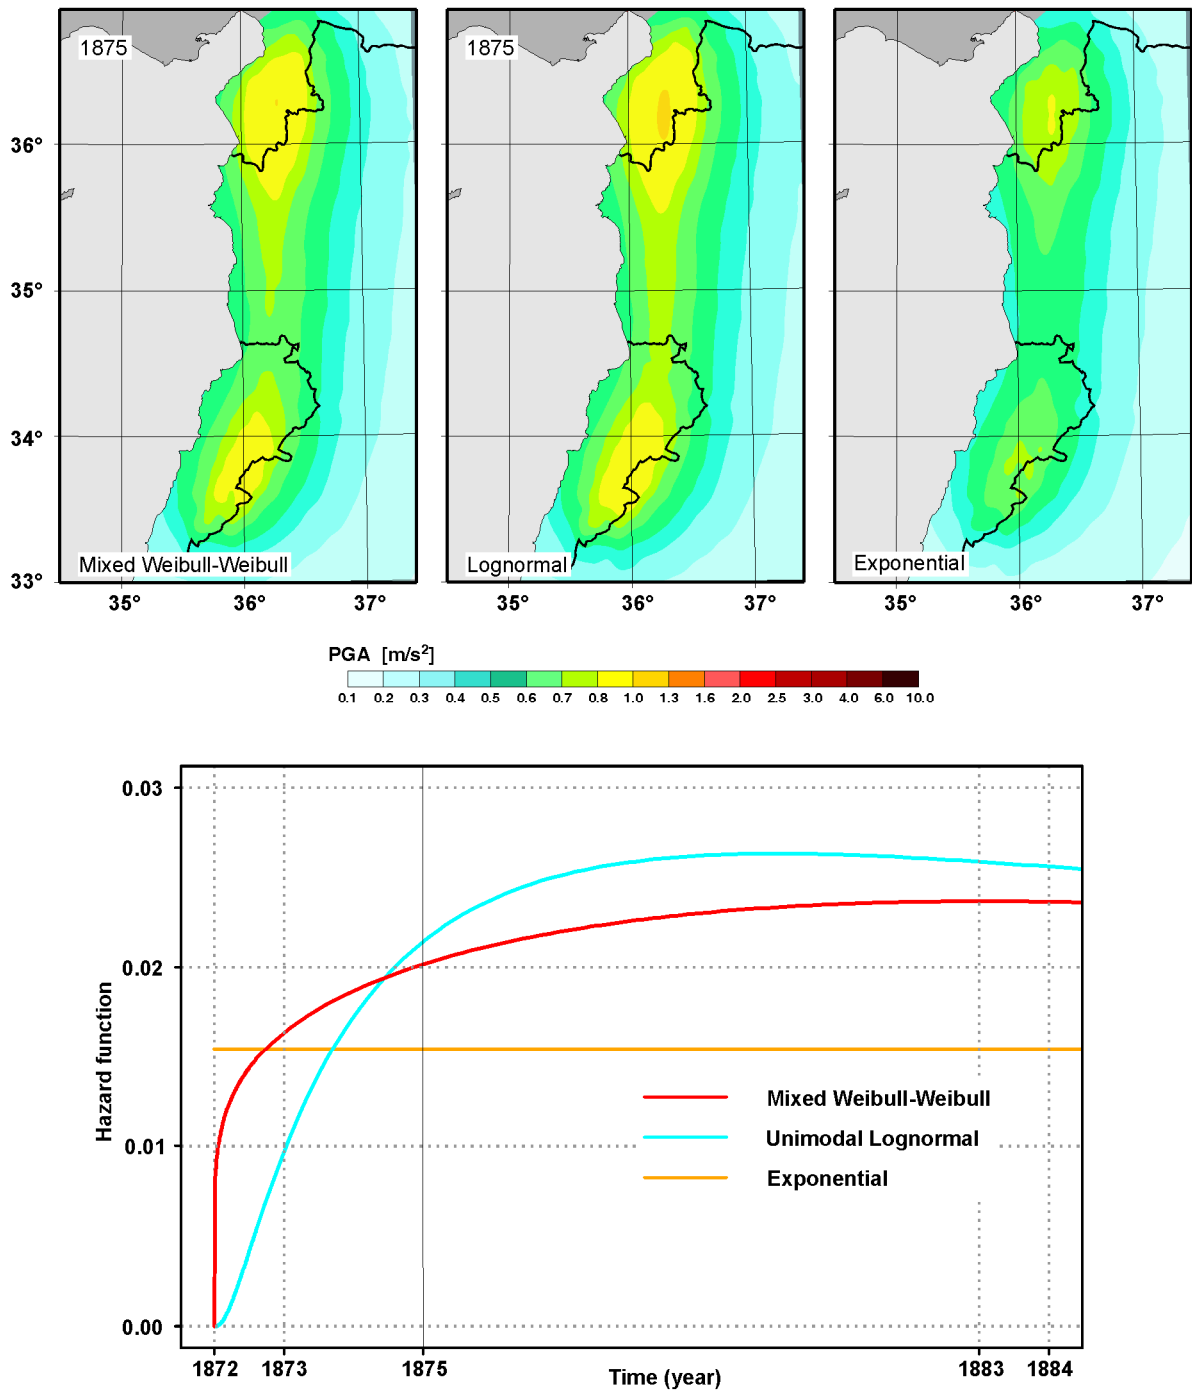 1875 1875
36°
35°
34°
33°
Mixed Weibull-Weibull Lognormal Exponential
35° 36° 37° 35° 36° 37° 35° 36° 37°
PGA [m/s²]
0.1 0.2 0.3 0.4 0.5 0.6 0.7 0.8 1.0 1.3 1.6 2.0 2.5 3.0 4.0 6.0 10.0
0.03
0.02
0.01
0.00
Hazard function
Mixed Weibull-Weibull
Unimodal Lognormal
Exponential
1872 1873 1875 1883 1884
Time (year)